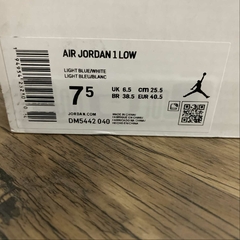 AIR JORDAN 1 LOW
LIGHT BLUE/WHITE
LIGHT BLEU/BLANC
7 5
UK 6.5 cm 25.5
BR 38.5 EUR 40.5
JORDAN.COM
DM5442 040